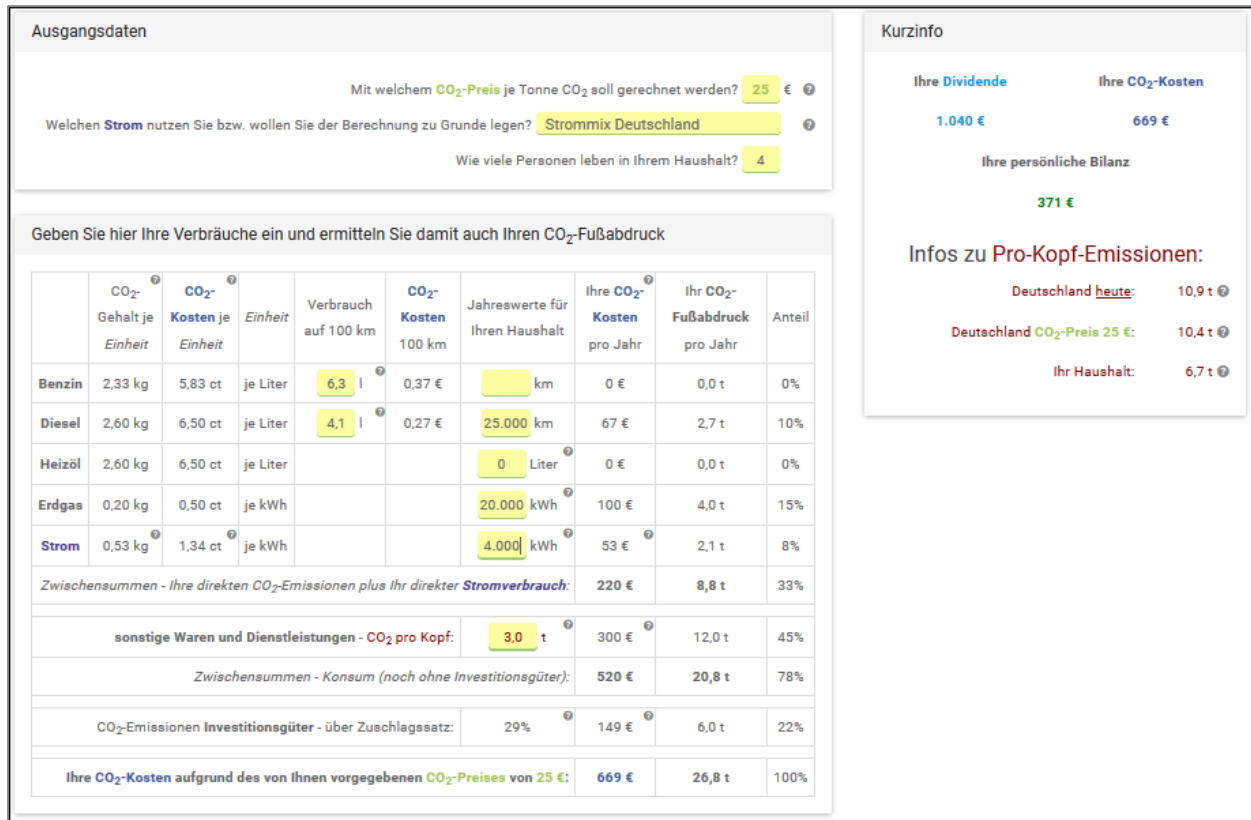 Ausgangsdaten
Mit welchem CO₂-Preis je Tonne CO₂ soll gerechnet werden? 25 €
Welchen Strom nutzen Sie bzw. wollen Sie der Berechnung zu Grunde legen? Strommix Deutschland
Wie viele Personen leben in Ihrem Haushalt? 4
Geben Sie hier Ihre Verbräuche ein und ermitteln Sie damit auch Ihren CO₂-Fußabdruck
CO₂-Gehalt je Einheit CO₂-Kosten je Einheit Einheit Verbrauch auf 100 km CO₂-Kosten 100 km Jahreswerte für Ihren Haushalt Ihre CO₂-Kosten pro Jahr Ihr CO₂-Fußabdruck pro Jahr Anteil
Benzin 2,33 kg 5,83 ct je Liter 6,3 l 0,37 € km 0 € 0,0 t 0%
Diesel 2,60 kg 6,50 ct je Liter 4,1 l 0,27 € 25.000 km 67 € 2,7 t 10%
Heizöl 2,60 kg 6,50 ct je Liter 0 Liter 0 € 0,0 t 0%
Erdgas 0,20 kg 0,50 ct je kWh 20.000 kWh 100 € 4,0 t 15%
Strom 0,53 kg 1,34 ct je kWh 4.000 kWh 53 € 2,1 t 8%
Zwischensummen - Ihre direkten CO₂-Emissionen plus Ihr direkter Stromverbrauch: 220 € 8,8 t 33%
sonstige Waren und Dienstleistungen - CO₂ pro Kopf: 3,0 t 300 € 12,0 t 45%
Zwischensummen - Konsum (noch ohne Investitionsgüter): 520 € 20,8 t 78%
CO₂-Emissionen Investitionsgüter - über Zuschlagssatz: 29% 149 € 6,0 t 22%
Ihre CO₂-Kosten aufgrund des von Ihnen vorgegebenen CO₂-Preises von 25 €: 669 € 26,8 t 100%
Kurzinfo
Ihre Dividende Ihre CO₂-Kosten
1.040 € 669 €
Ihre persönliche Bilanz
371 €
Infos zu Pro-Kopf-Emissionen:
Deutschland heute: 10,9 t
Deutschland CO₂-Preis 25 €: 10,4 t
Ihr Haushalt: 6,7 t